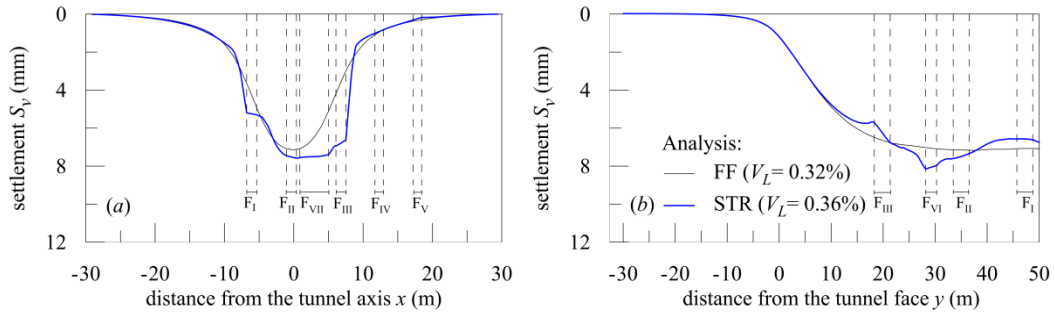 0
4
8
12
settlement Sᵥ (mm)
(a)
F_I
F_II
F_VII
F_III
F_IV
F_V
-30 -20 -10 0 10 20 30
distance from the tunnel axis x (m)
0
4
8
12
settlement Sᵥ (mm)
Analysis:
FF (V_L= 0.32%)
(b) STR (V_L= 0.36%)
F_III
F_VI
F_II
F_I
-30 -20 -10 0 10 20 30 40 50
distance from the tunnel face y (m)